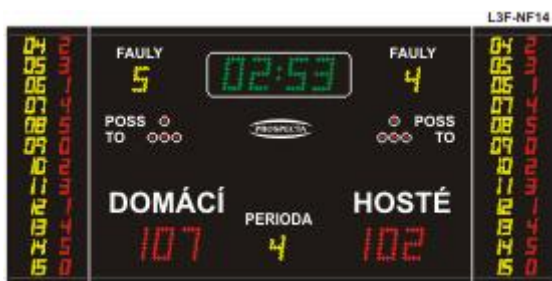 L3F-NF14
04 2
05 3
06 1
07 4
08 5
09 0
10 2
11 3
12 1
13 4
14 5
15 0
FAULY
5
02:53
FAULY
4
POSS
TO
PROSPECTA
POSS
TO
DOMÁCÍ
107
PERIODA
4
HOSTÉ
102
04 2
05 3
06 1
07 4
08 5
09 0
10 2
11 3
12 1
13 4
14 5
15 0